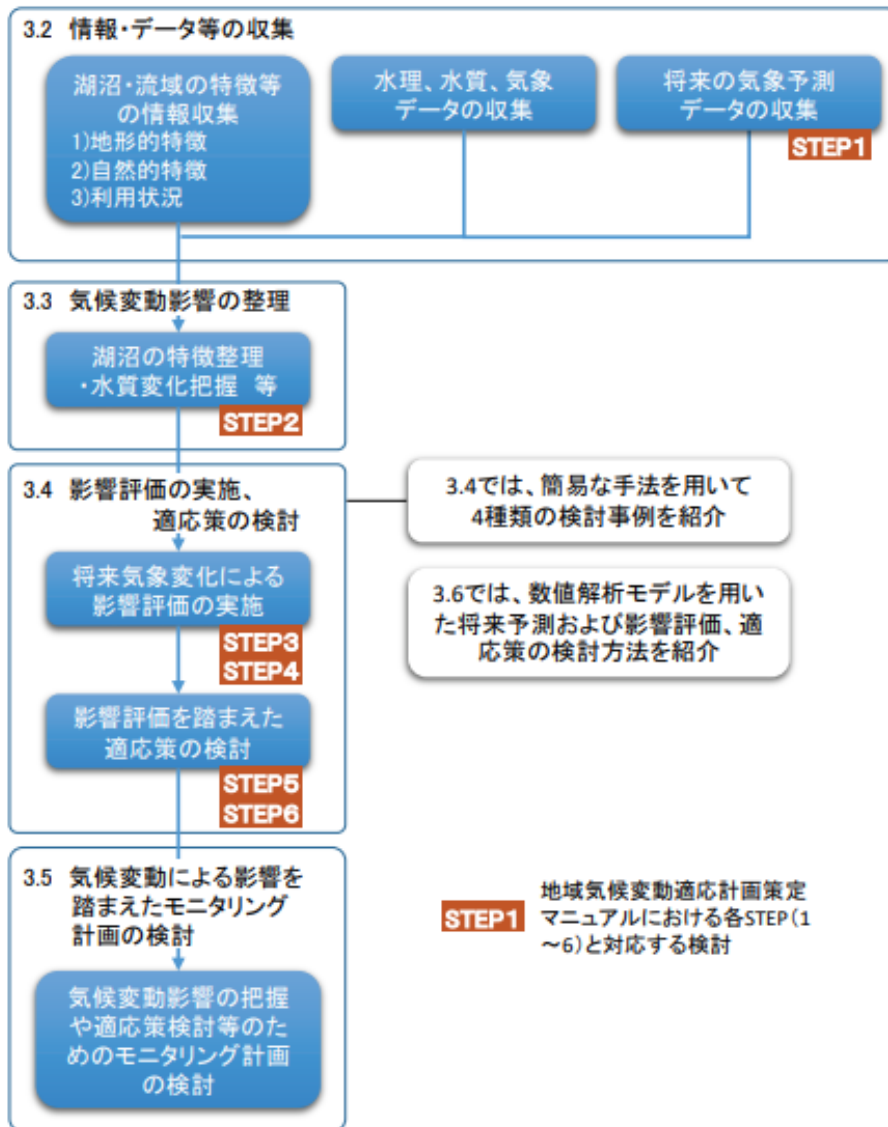 3.2 情報・データ等の収集
湖沼・流域の特徴等
の情報収集
1)地形的特徴
2)自然的特徴
3)利用状況
水理、水質、気象
データの収集
将来の気象予測
データの収集
STEP1
3.3 気候変動影響の整理
湖沼の特徴整理
・水質変化把握 等
STEP2
3.4 影響評価の実施、
適応策の検討
将来気象変化による
影響評価の実施
STEP3
STEP4
影響評価を踏まえた
適応策の検討
STEP5
STEP6
3.4では、簡易な手法を用いて
4種類の検討事例を紹介
3.6では、数値解析モデルを用い
た将来予測および影響評価、適
応策の検討方法を紹介
3.5 気候変動による影響を
踏まえたモニタリング
計画の検討
気候変動影響の把握
や適応策検討等のた
めのモニタリング計画
の検討
STEP1
地域気候変動適応計画策定
マニュアルにおける各STEP(1
～6)と対応する検討